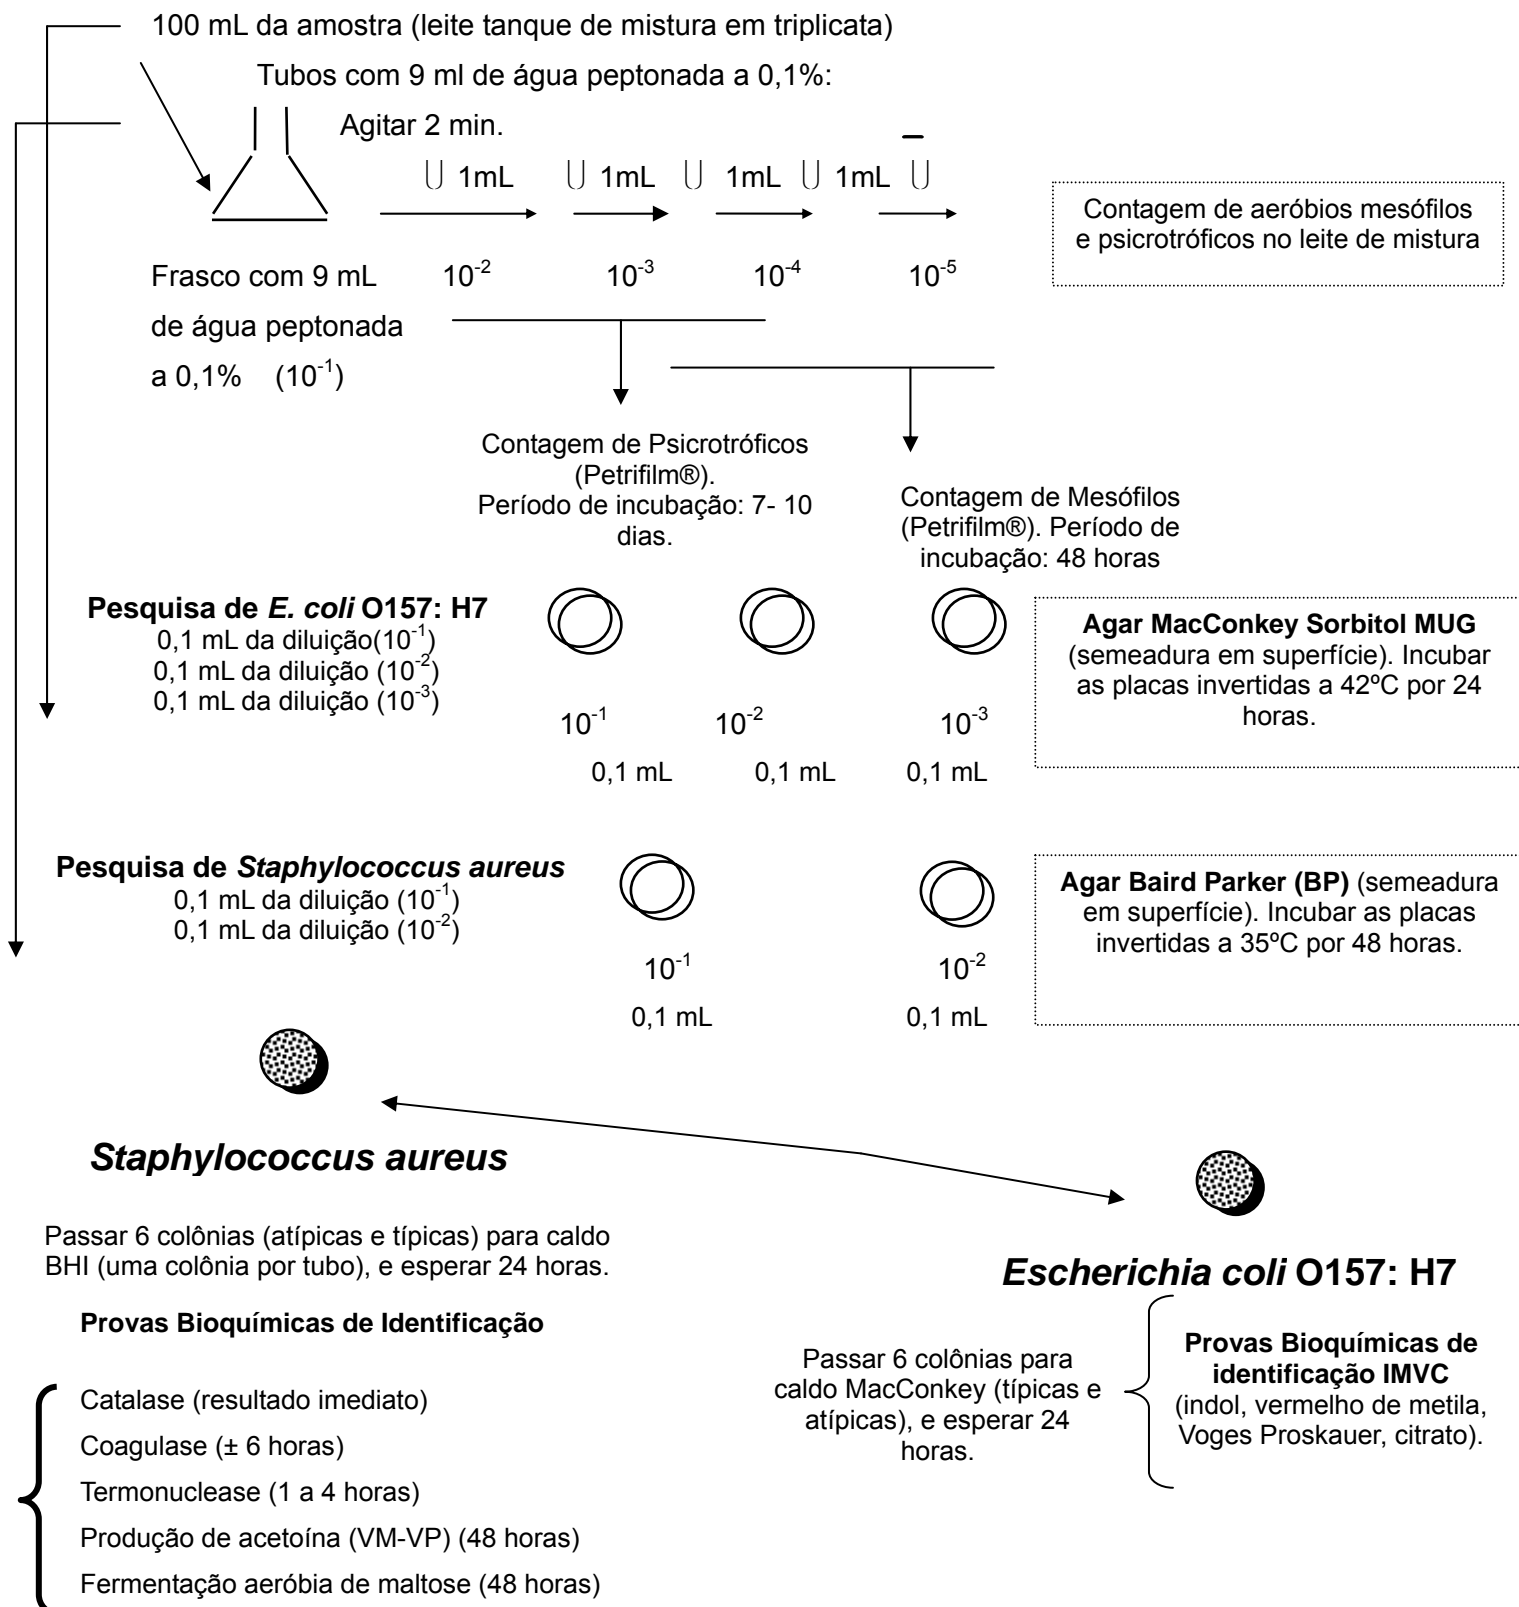 100 mL da amostra (leite tanque de mistura em triplicata)
Tubos com 9 ml de água peptonada a 0,1%:
Agitar 2 min.
1mL 1mL 1mL 1mL
Contagem de aeróbios mesófilos
e psicrotróficos no leite de mistura
Frasco com 9 mL
de água peptonada
a 0,1% (10⁻¹)
10⁻² 10⁻³ 10⁻⁴ 10⁻⁵
Contagem de Psicrotróficos
(Petrifilm®).
Período de incubação: 7- 10
dias.
Contagem de Mesófilos
(Petrifilm®). Período de
incubação: 48 horas
Pesquisa de E. coli O157: H7
0,1 mL da diluição(10⁻¹)
0,1 mL da diluição (10⁻²)
0,1 mL da diluição (10⁻³)
10⁻¹ 10⁻² 10⁻³
0,1 mL 0,1 mL 0,1 mL
Agar MacConkey Sorbitol MUG
(semeadura em superfície). Incubar
as placas invertidas a 42ºC por 24
horas.
Pesquisa de Staphylococcus aureus
0,1 mL da diluição (10⁻¹)
0,1 mL da diluição (10⁻²)
10⁻¹ 10⁻²
0,1 mL 0,1 mL
Agar Baird Parker (BP) (semeadura
em superfície). Incubar as placas
invertidas a 35ºC por 48 horas.
Staphylococcus aureus
Passar 6 colônias (atípicas e típicas) para caldo
BHI (uma colônia por tubo), e esperar 24 horas.
Provas Bioquímicas de Identificação
Catalase (resultado imediato)
Coagulase (± 6 horas)
Termonuclease (1 a 4 horas)
Produção de acetoína (VM-VP) (48 horas)
Fermentação aeróbia de maltose (48 horas)
Escherichia coli O157: H7
Passar 6 colônias para
caldo MacConkey (típicas e
atípicas), e esperar 24
horas.
Provas Bioquímicas de
identificação IMVC
(indol, vermelho de metila,
Voges Proskauer, citrato).